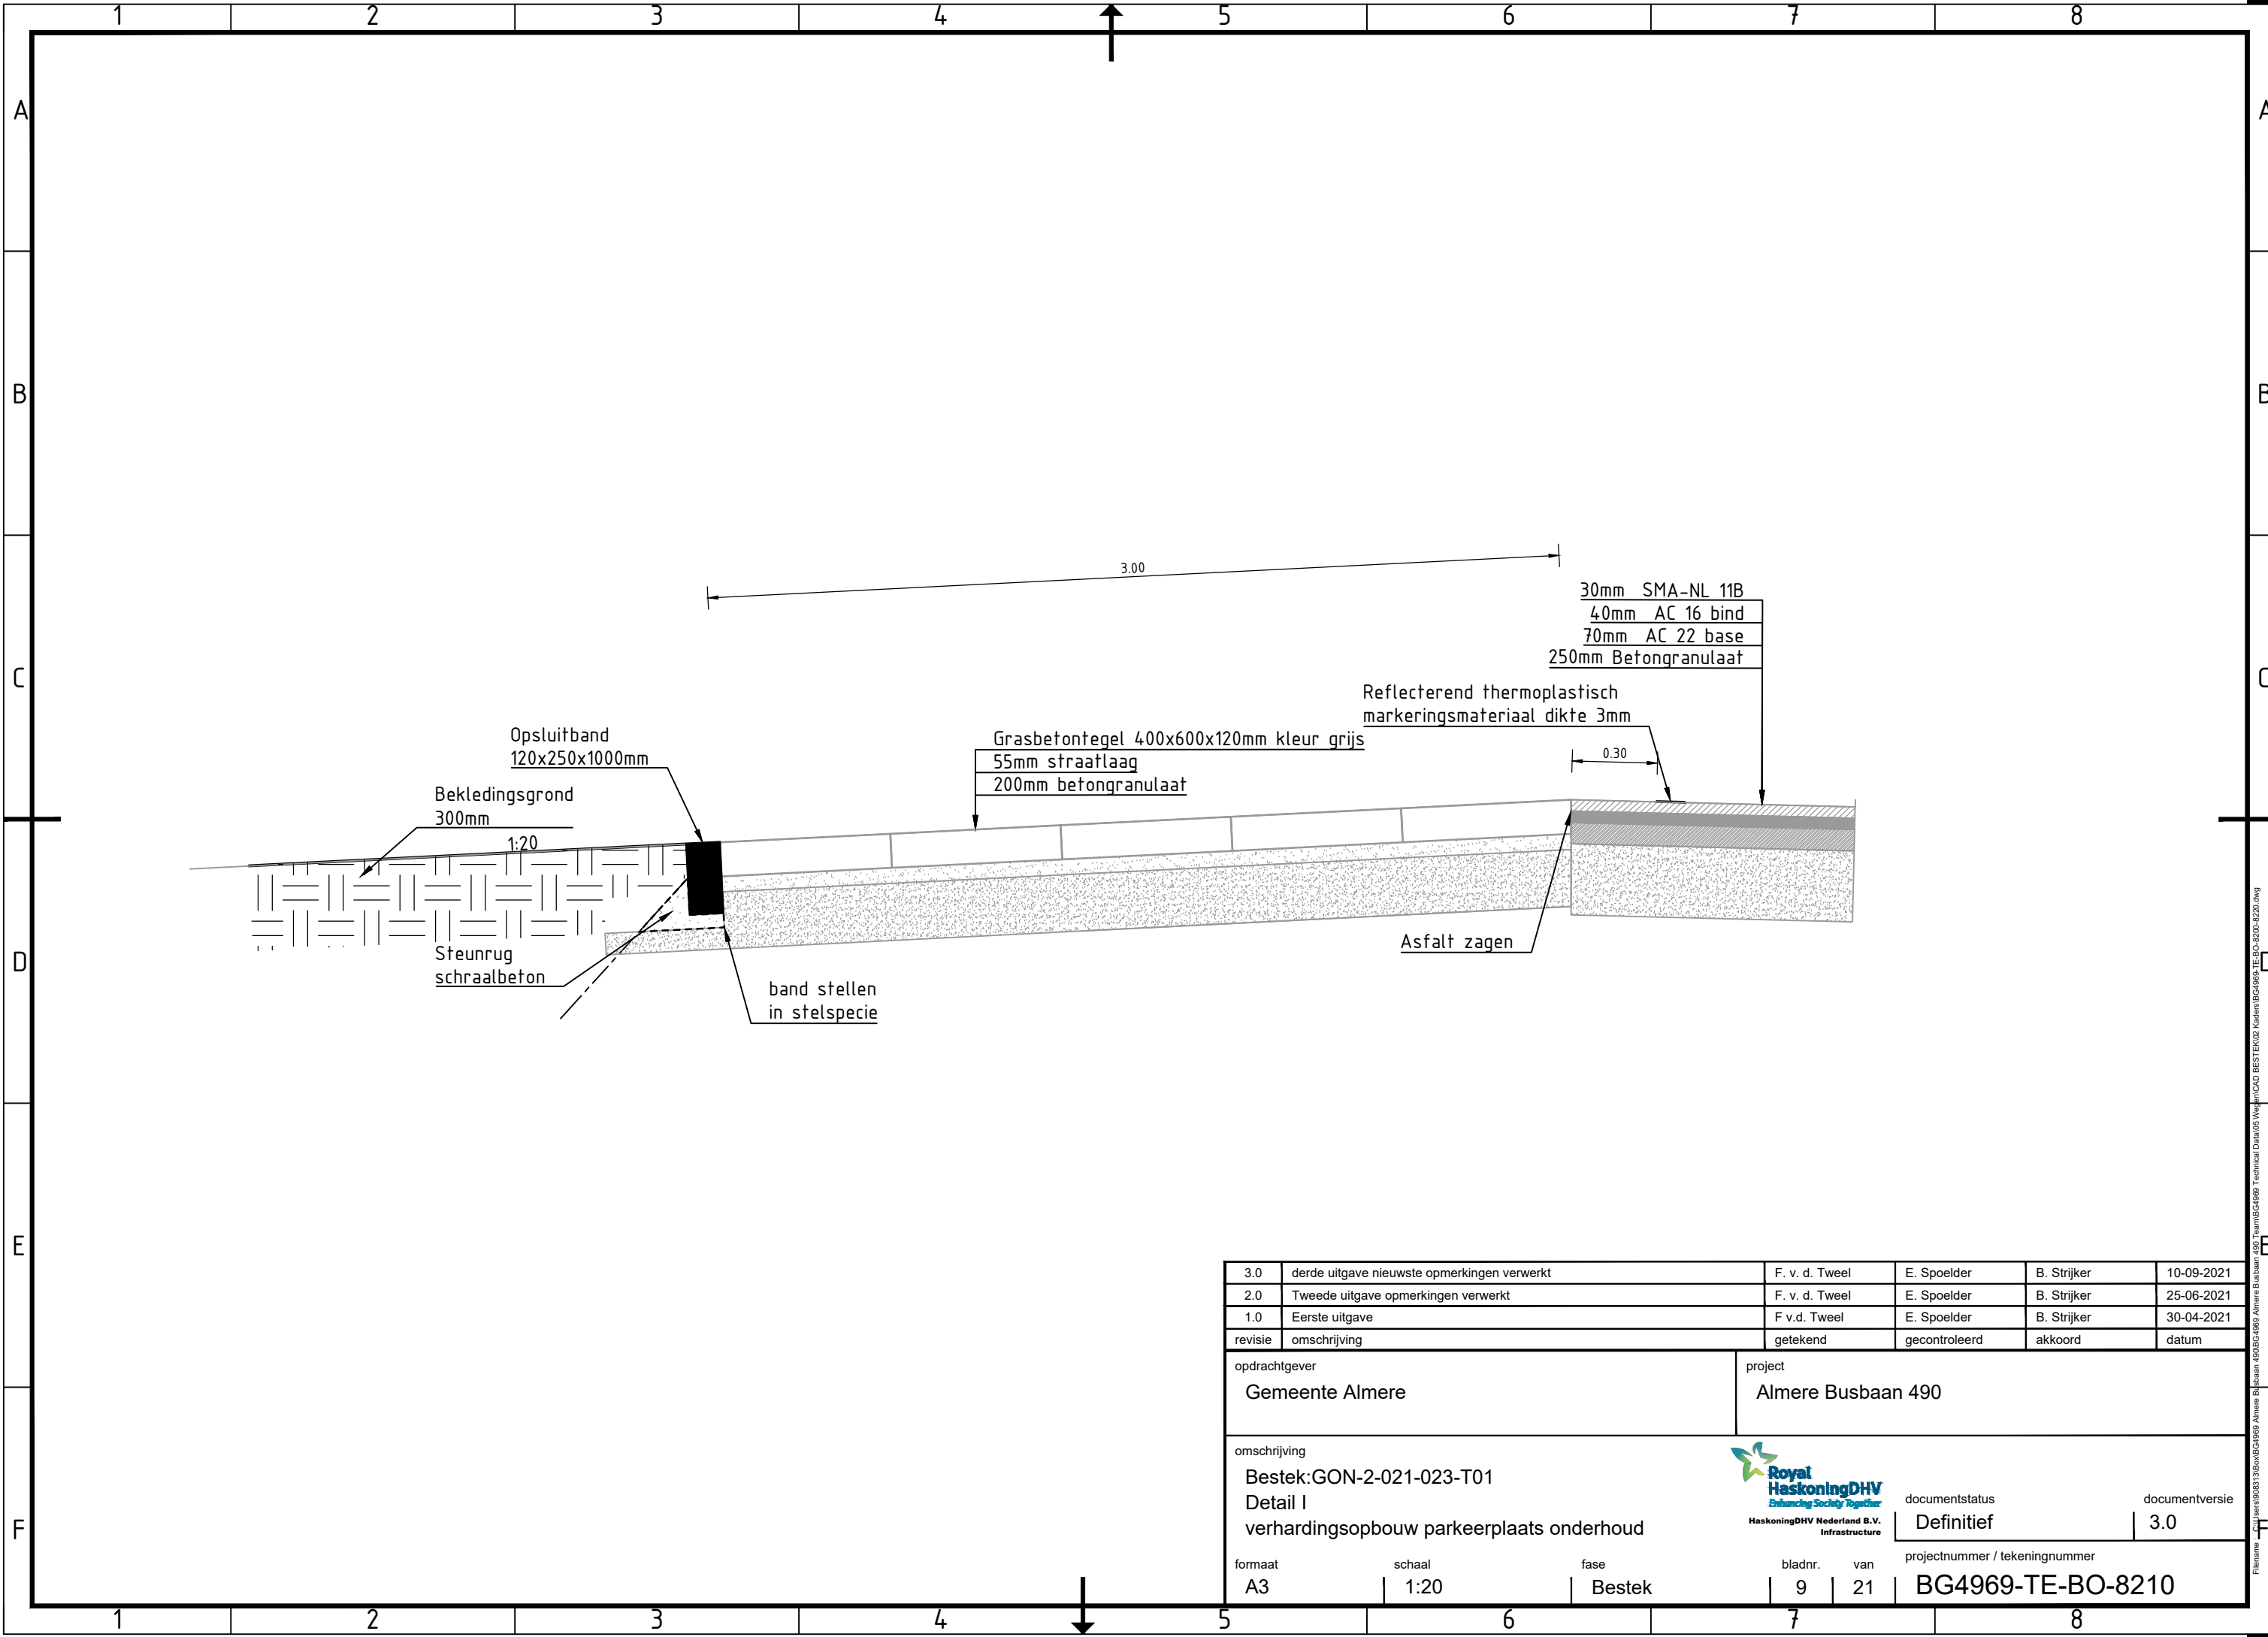 1 2 3 4 5 6 7 8
A A
B B
C C
D D
E E
F F
3.00
30mm SMA-NL 11B
40mm AC 16 bind
70mm AC 22 base
250mm Betongranulaat
Reflecterend thermoplastisch
markeringsmateriaal dikte 3mm
0.30
Opsluitband
120x250x1000mm
Grasbetontegel 400x600x120mm kleur grijs
55mm straatlaag
200mm betongranulaat
Bekledingsgrond
300mm
1:20
Steunrug
schraalbeton
band stellen
in stelspecie
Asfalt zagen
3.0 derde uitgave nieuwste opmerkingen verwerkt F. v. d. Tweel E. Spoelder B. Strijker 10-09-2021
2.0 Tweede uitgave opmerkingen verwerkt F. v. d. Tweel E. Spoelder B. Strijker 25-06-2021
1.0 Eerste uitgave F v.d. Tweel E. Spoelder B. Strijker 30-04-2021
revisie omschrijving getekend gecontroleerd akkoord datum
opdrachtgever
Gemeente Almere
project
Almere Busbaan 490
omschrijving
Bestek:GON-2-021-023-T01
Detail I
verhardingsopbouw parkeerplaats onderhoud
Royal
HaskoningDHV
Enhancing Society Together
HaskoningDHV Nederland B.V.
Infrastructure
documentstatus
Definitief
documentversie
3.0
formaat
A3
schaal
1:20
fase
Bestek
bladnr.
9
van
21
projectnummer / tekeningnummer
BG4969-TE-BO-8210
1 2 3 4 5 6 7 8